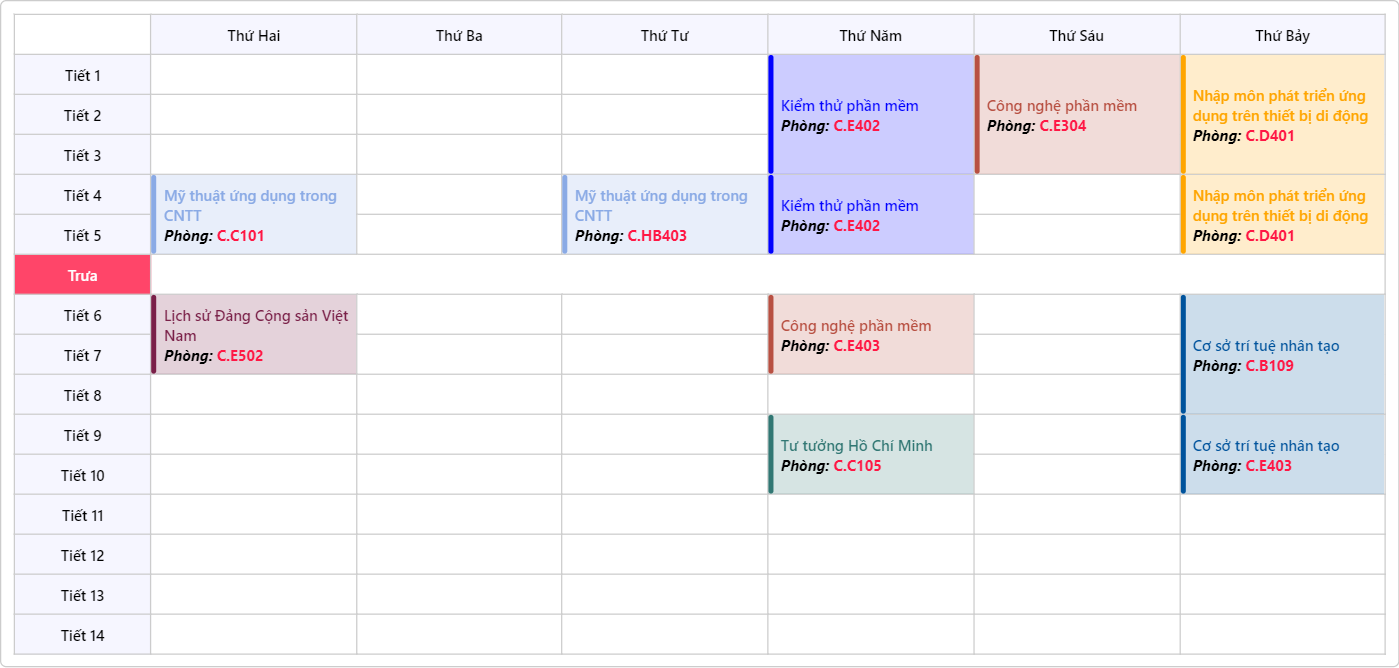 Thứ Hai
Thứ Ba
Thứ Tư
Thứ Năm
Thứ Sáu
Thứ Bảy
Tiết 1
Tiết 2
Tiết 3
Kiểm thử phần mềm
Phòng: C.E402
Công nghệ phần mềm
Phòng: C.E304
Nhập môn phát triển ứng
dụng trên thiết bị di động
Phòng: C.D401
Tiết 4
Tiết 5
Mỹ thuật ứng dụng trong
CNTT
Phòng: C.C101
Mỹ thuật ứng dụng trong
CNTT
Phòng: C.HB403
Kiểm thử phần mềm
Phòng: C.E402
Nhập môn phát triển ứng
dụng trên thiết bị di động
Phòng: C.D401
Trưa
Tiết 6
Tiết 7
Tiết 8
Lịch sử Đảng Cộng sản Việt
Nam
Phòng: C.E502
Công nghệ phần mềm
Phòng: C.E403
Cơ sở trí tuệ nhân tạo
Phòng: C.B109
Tiết 9
Tiết 10
Tư tưởng Hồ Chí Minh
Phòng: C.C105
Cơ sở trí tuệ nhân tạo
Phòng: C.E403
Tiết 11
Tiết 12
Tiết 13
Tiết 14